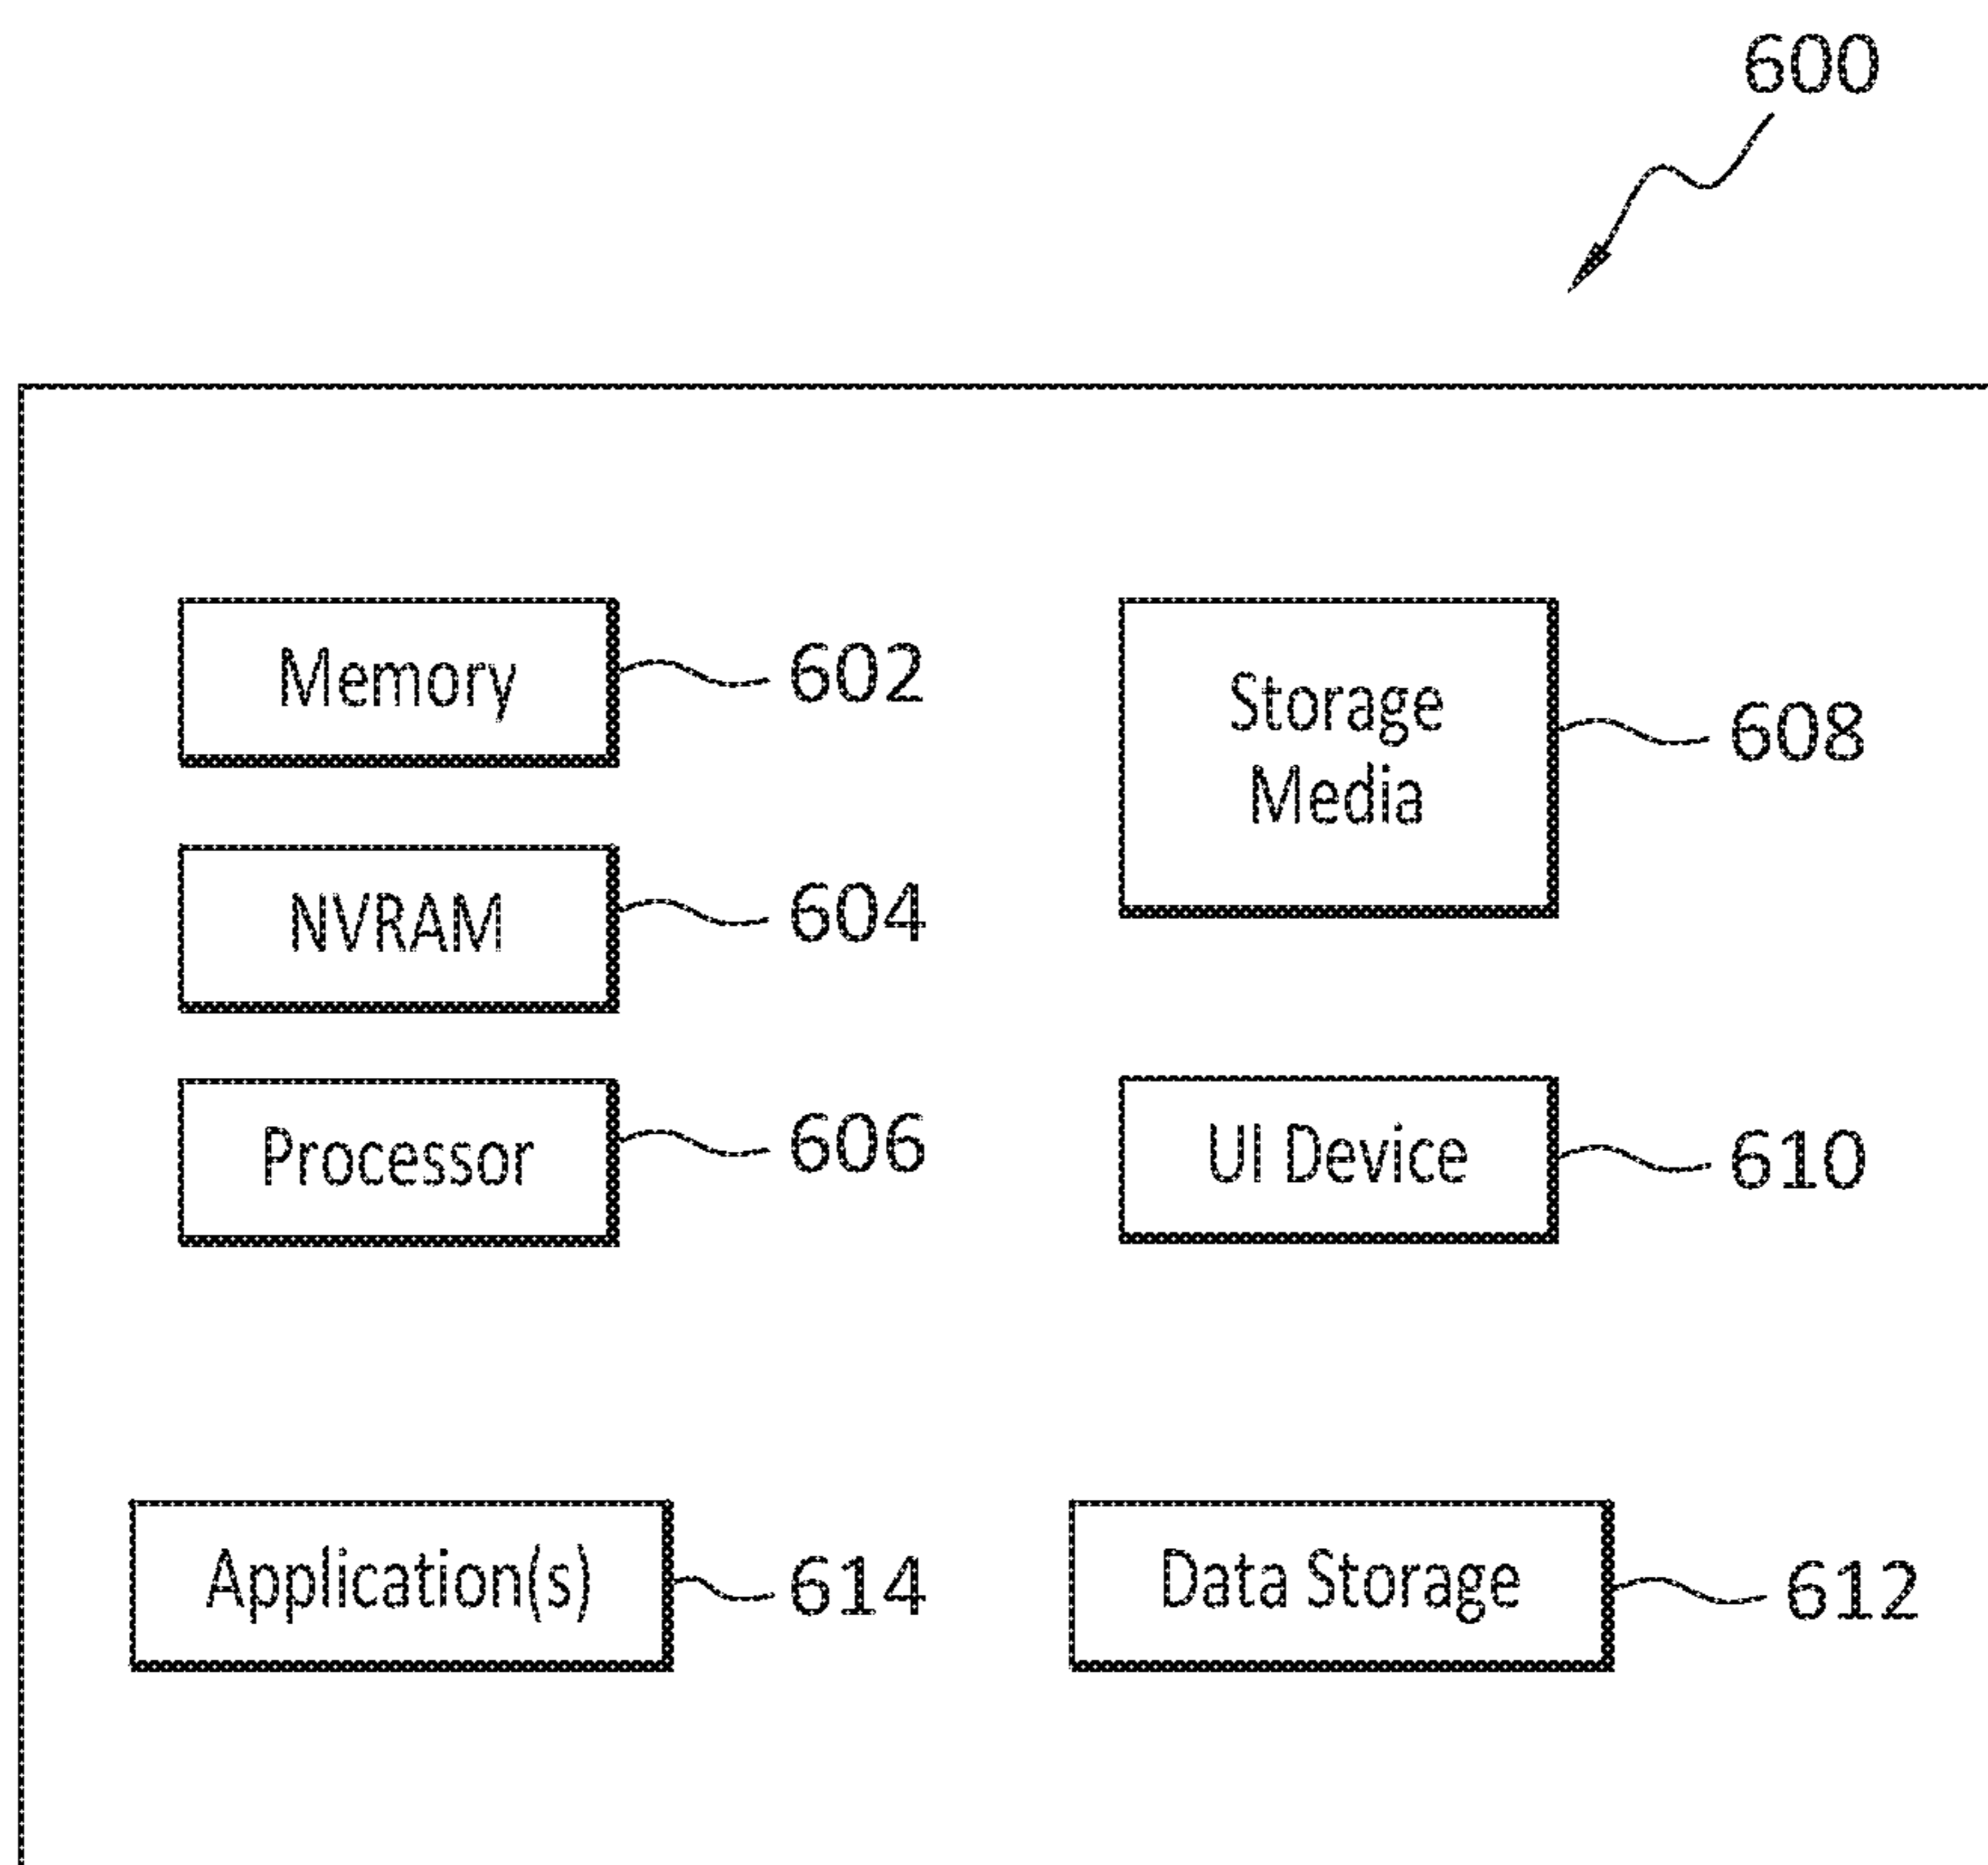 600
Memory
602
Storage
Media
608
NVRAM
604
Processor
606
UI Device
610
Application(s)
614
Data Storage
612